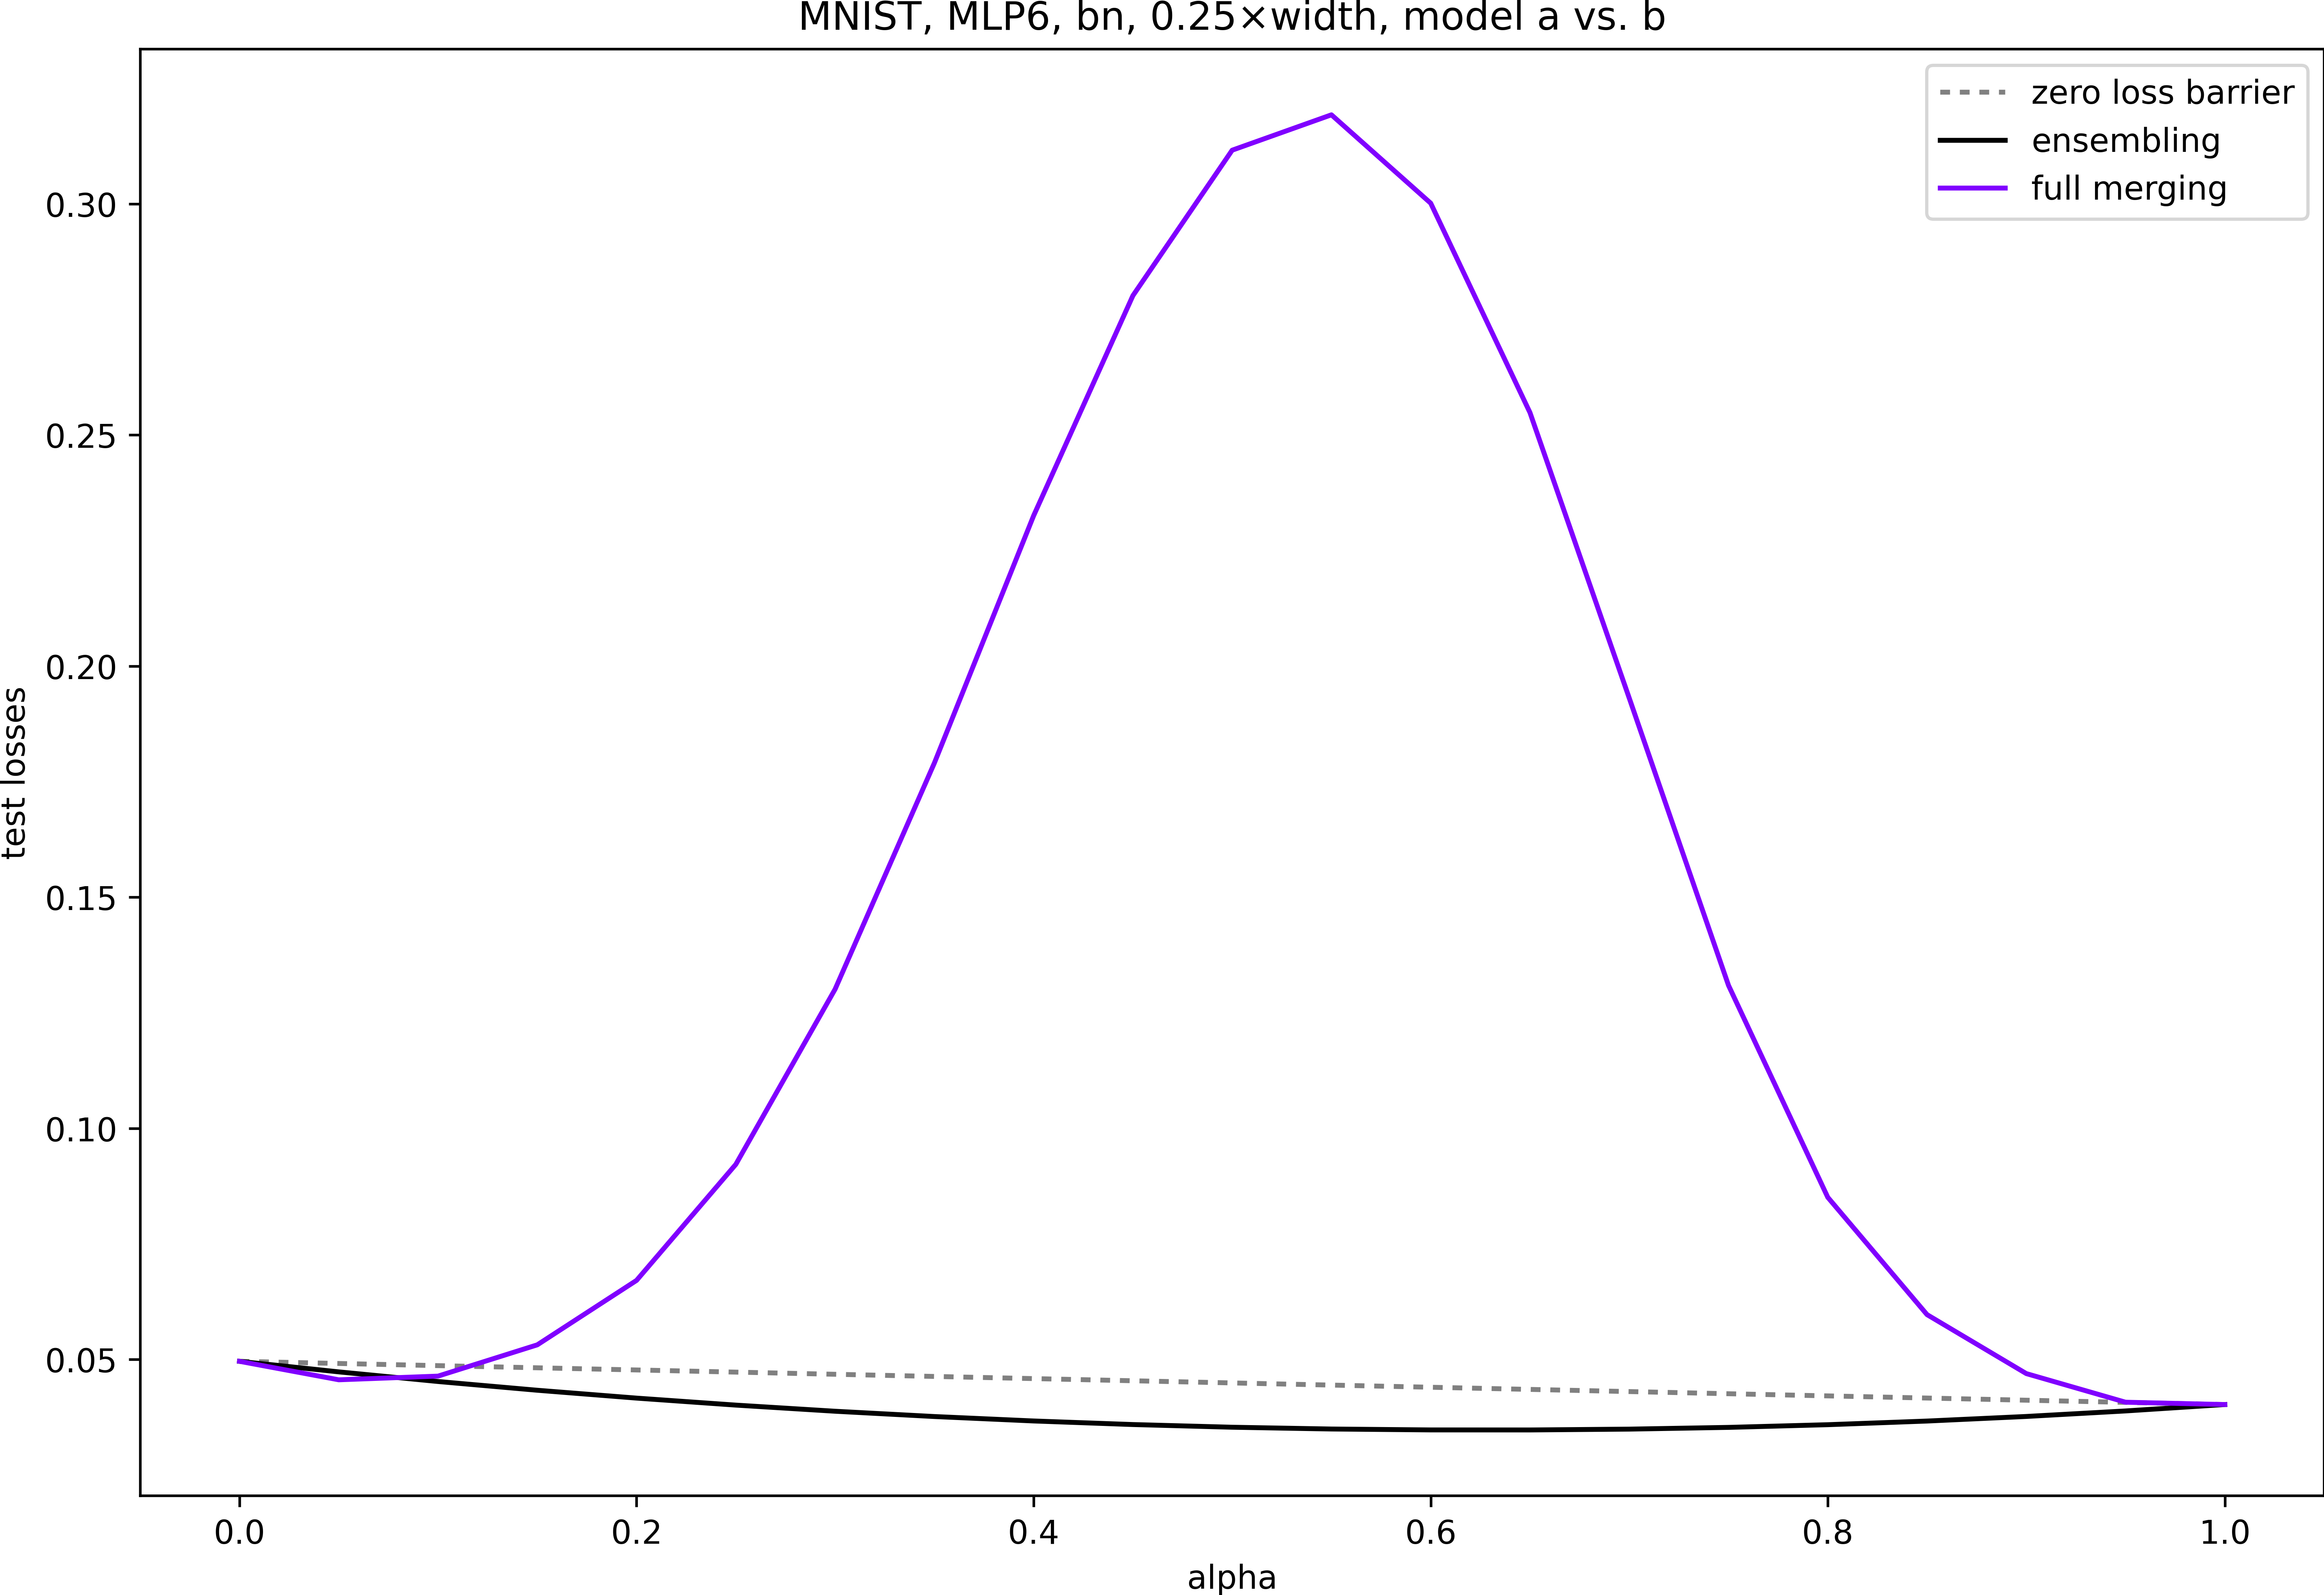 MNIST, MLP6, bn, 0.25×width, model a vs. b
zero loss barrier
ensembling
full merging
0.30
0.25
0.20
0.15
0.10
0.05
test losses
0.0 0.2 0.4 0.6 0.8 1.0
alpha